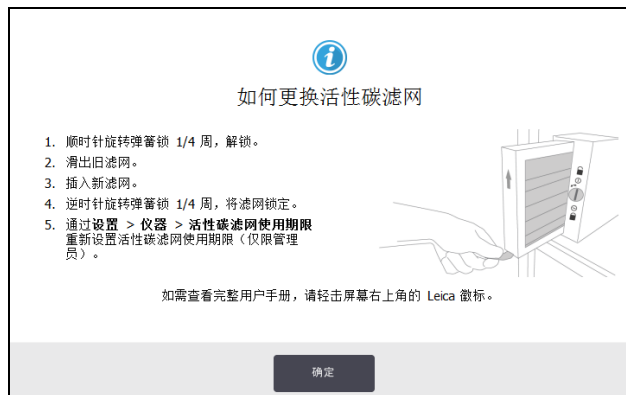 如何更换活性碳滤网
1. 顺时针旋转弹簧锁 1/4 周，解锁。
2. 滑出旧滤网。
3. 插入新滤网。
4. 逆时针旋转弹簧锁 1/4 周，将滤网锁定。
5. 通过设置 > 仪器 > 活性碳滤网使用期限
重新设置活性碳滤网使用期限（仅限管理
员）。
如需查看完整用户手册，请轻击屏幕右上角的 Leica 徽标。
确定